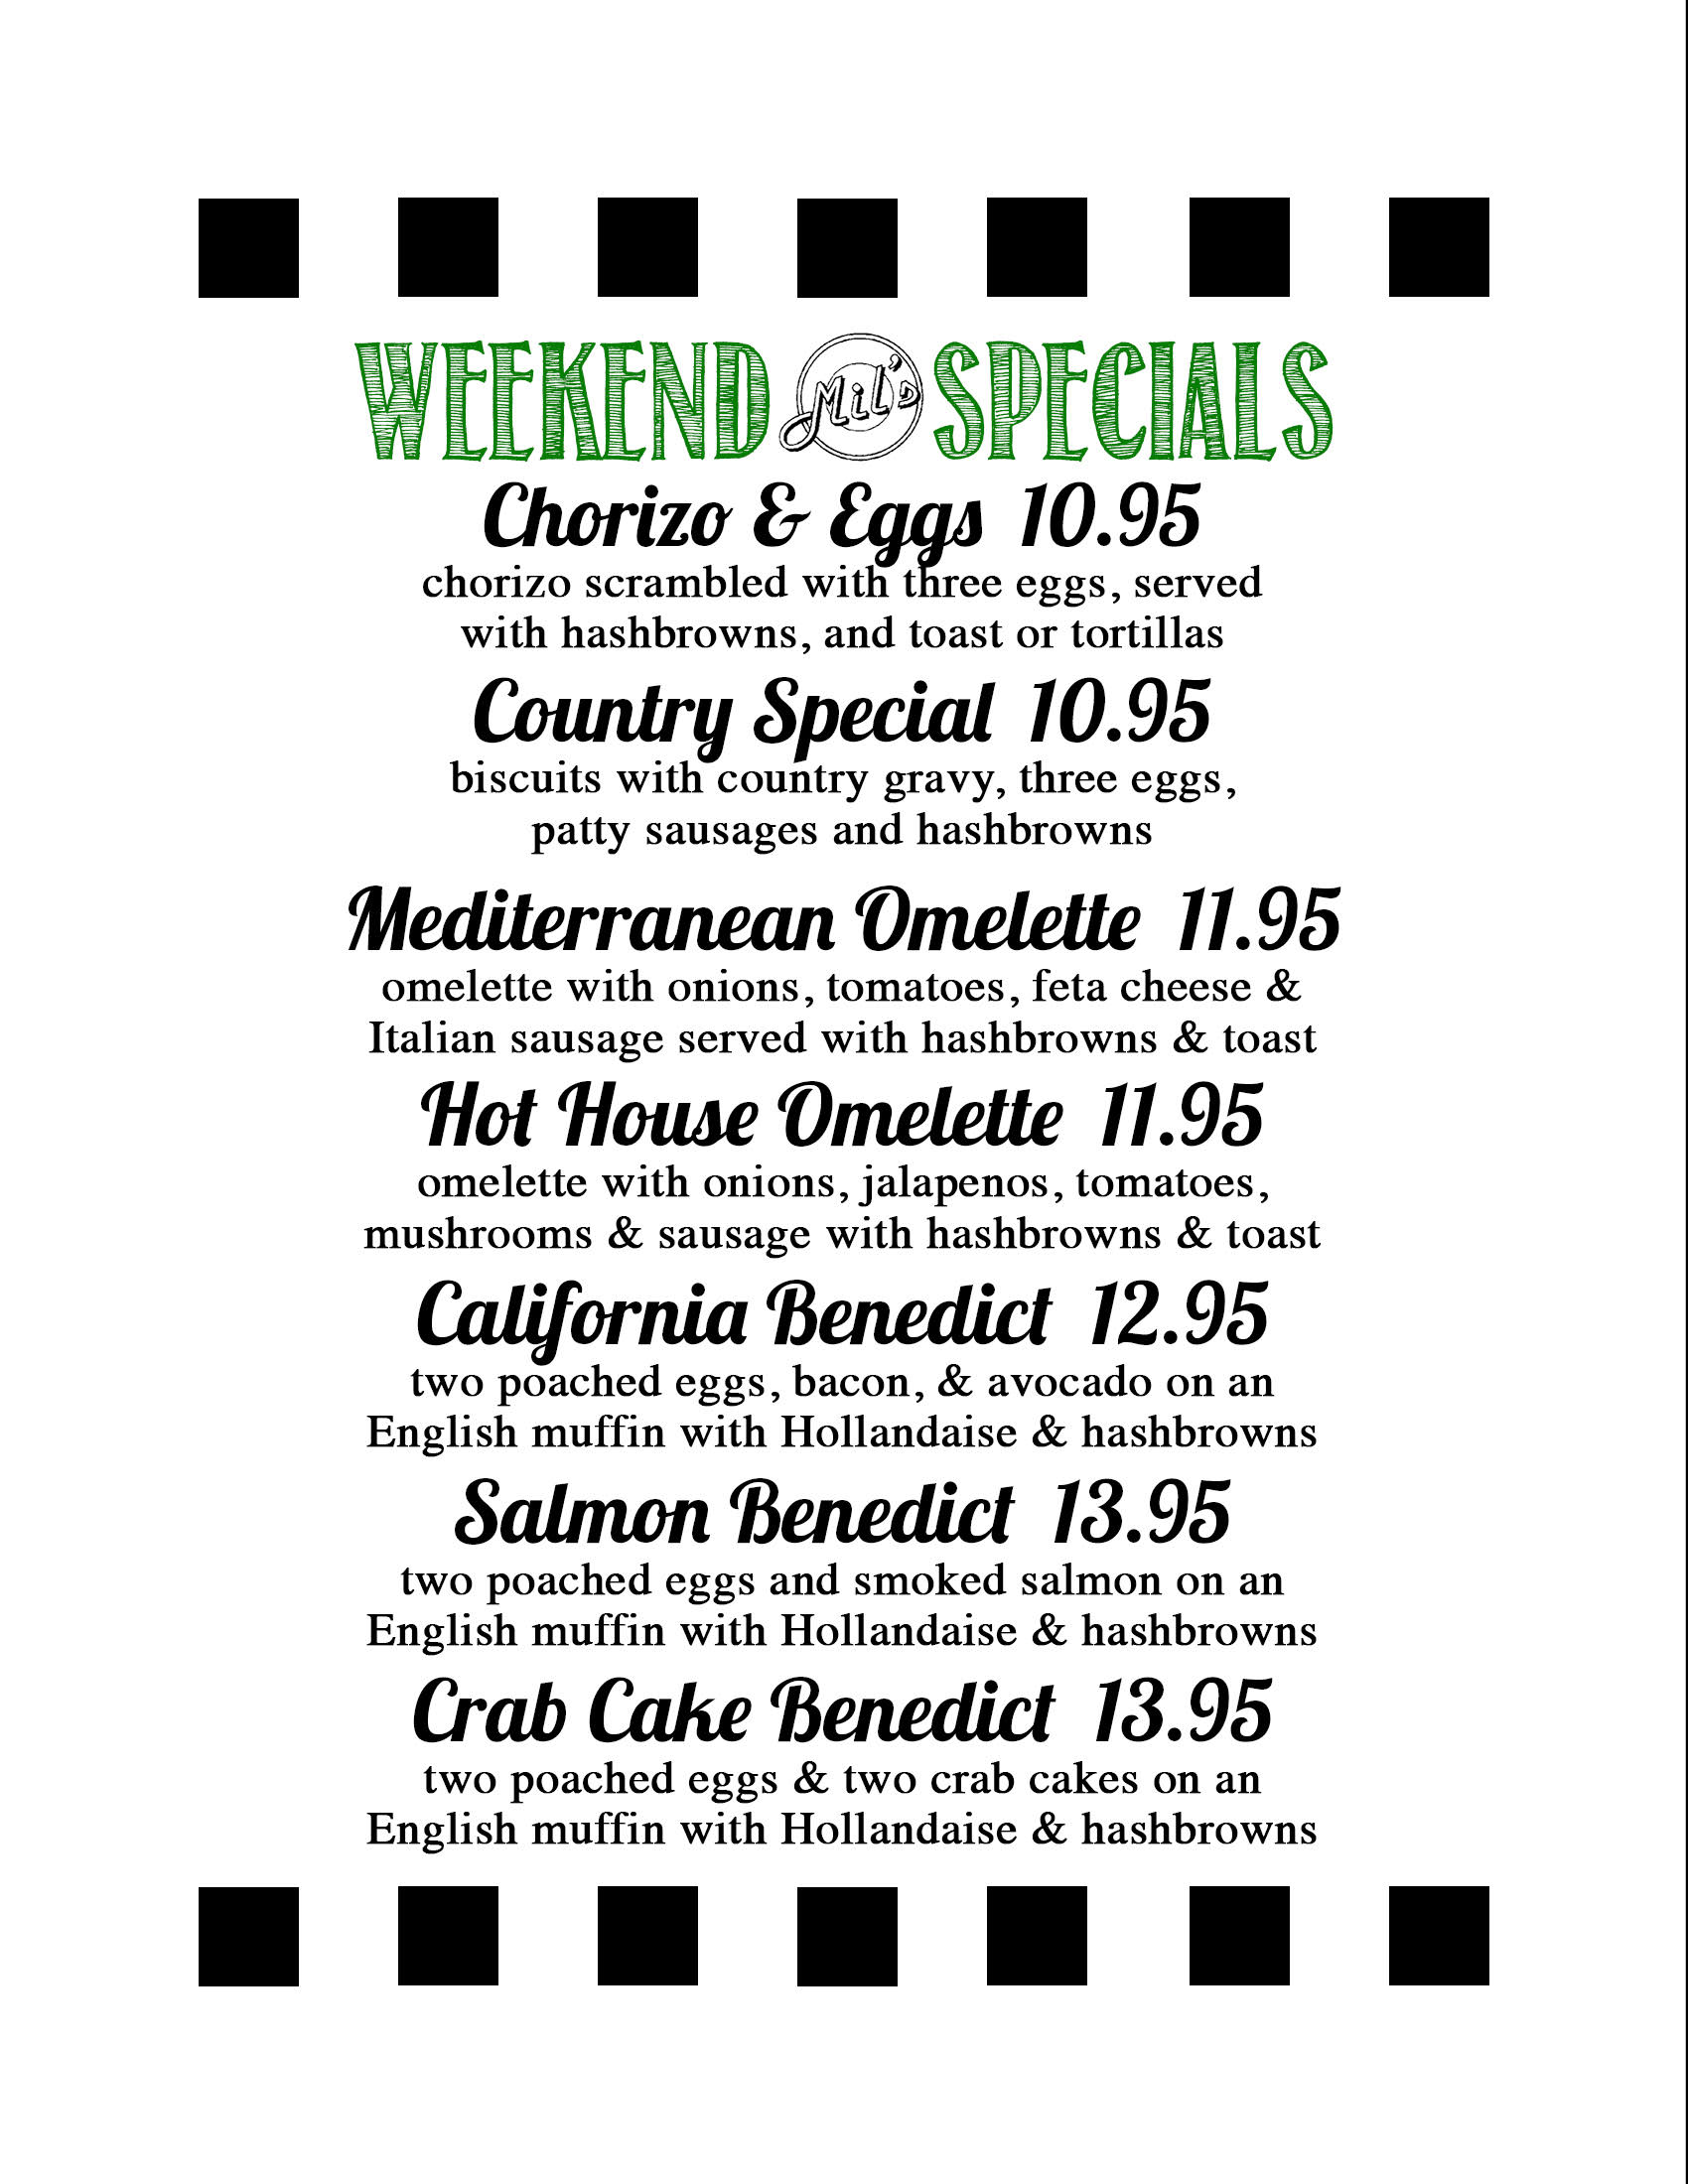 WEEKEND Mil's SPECIALS
Chorizo & Eggs 10.95
chorizo scrambled with three eggs, served
with hashbrowns, and toast or tortillas
Country Special 10.95
biscuits with country gravy, three eggs,
patty sausages and hashbrowns
Mediterranean Omelette 11.95
omelette with onions, tomatoes, feta cheese &
Italian sausage served with hashbrowns & toast
Hot House Omelette 11.95
omelette with onions, jalapenos, tomatoes,
mushrooms & sausage with hashbrowns & toast
California Benedict 12.95
two poached eggs, bacon, & avocado on an
English muffin with Hollandaise & hashbrowns
Salmon Benedict 13.95
two poached eggs and smoked salmon on an
English muffin with Hollandaise & hashbrowns
Crab Cake Benedict 13.95
two poached eggs & two crab cakes on an
English muffin with Hollandaise & hashbrowns